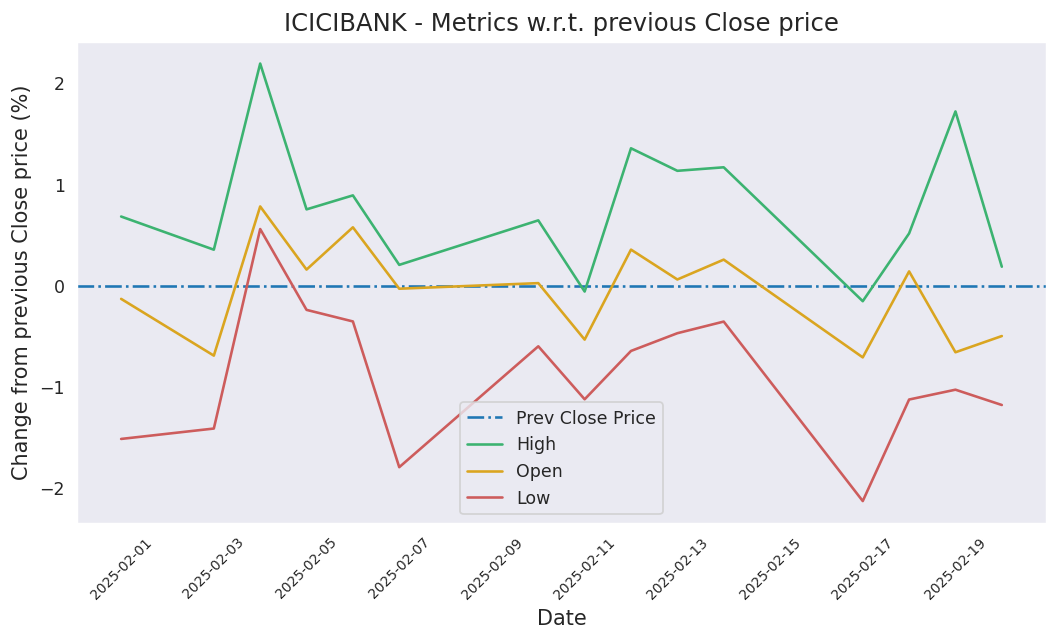 ICICIBANK - Metrics w.r.t. previous Close price
Change from previous Close price (%)
2
1
0
−1
−2
Prev Close Price
High
Open
Low
2025-02-01
2025-02-03
2025-02-05
2025-02-07
2025-02-09
2025-02-11
2025-02-13
2025-02-15
2025-02-17
2025-02-19
Date